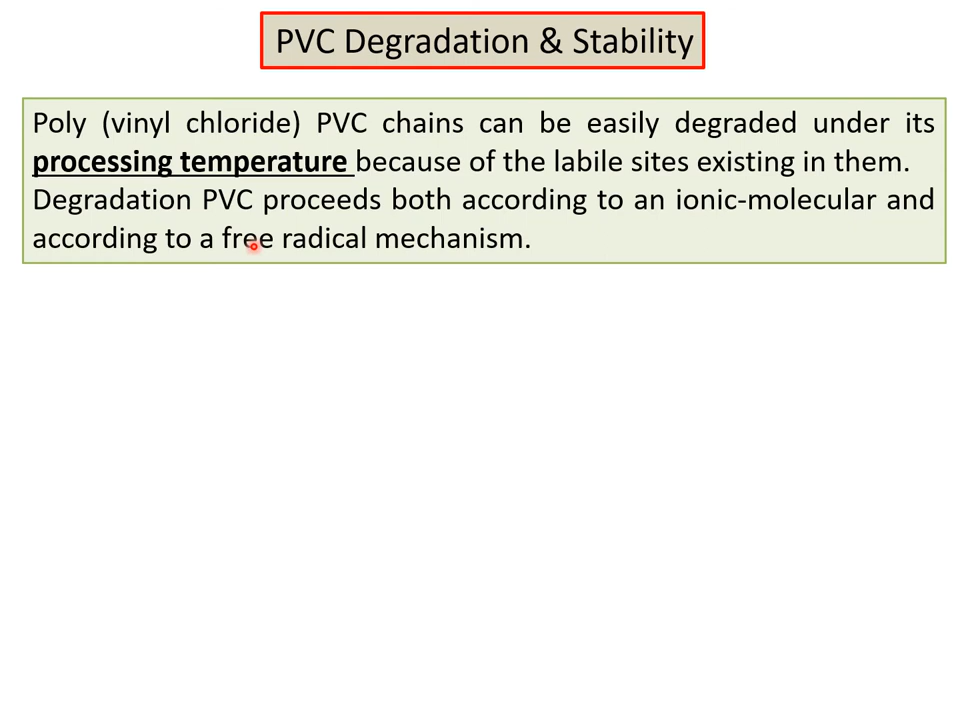 PVC Degradation & Stability
Poly (vinyl chloride) PVC chains can be easily degraded under its
processing temperature because of the labile sites existing in them.
Degradation PVC proceeds both according to an ionic-molecular and
according to a free radical mechanism.